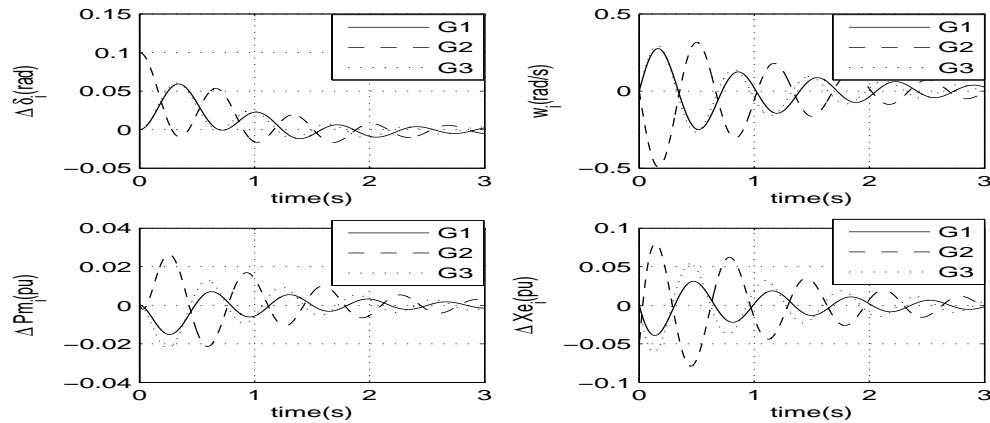 0.15
0.1
0.05
0
−0.05
Δ δi(rad)
0
1
2
3
time(s)
G1
G2
G3
0.5
0
−0.5
wi(rad/s)
0
1
2
3
time(s)
G1
G2
G3
0.04
0.02
0
−0.02
−0.04
Δ Pmi(pu)
0
1
2
3
time(s)
G1
G2
G3
0.1
0.05
0
−0.05
−0.1
Δ Xei(pu)
0
1
2
3
time(s)
G1
G2
G3